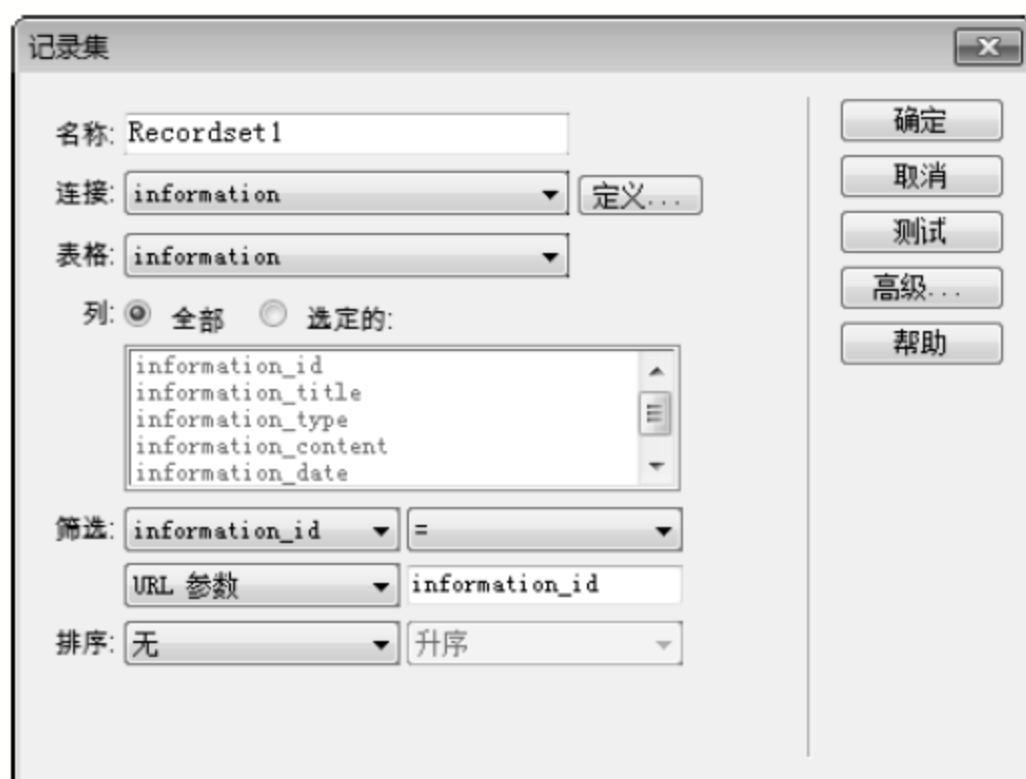 记录集
名称: Recordset1
连接: information 定义...
表格: information
列: 全部 选定的:
information_id
information_title
information_type
information_content
information_date
筛选: information_id =
URL 参数 information_id
排序: 无 升序
确定
取消
测试
高级...
帮助